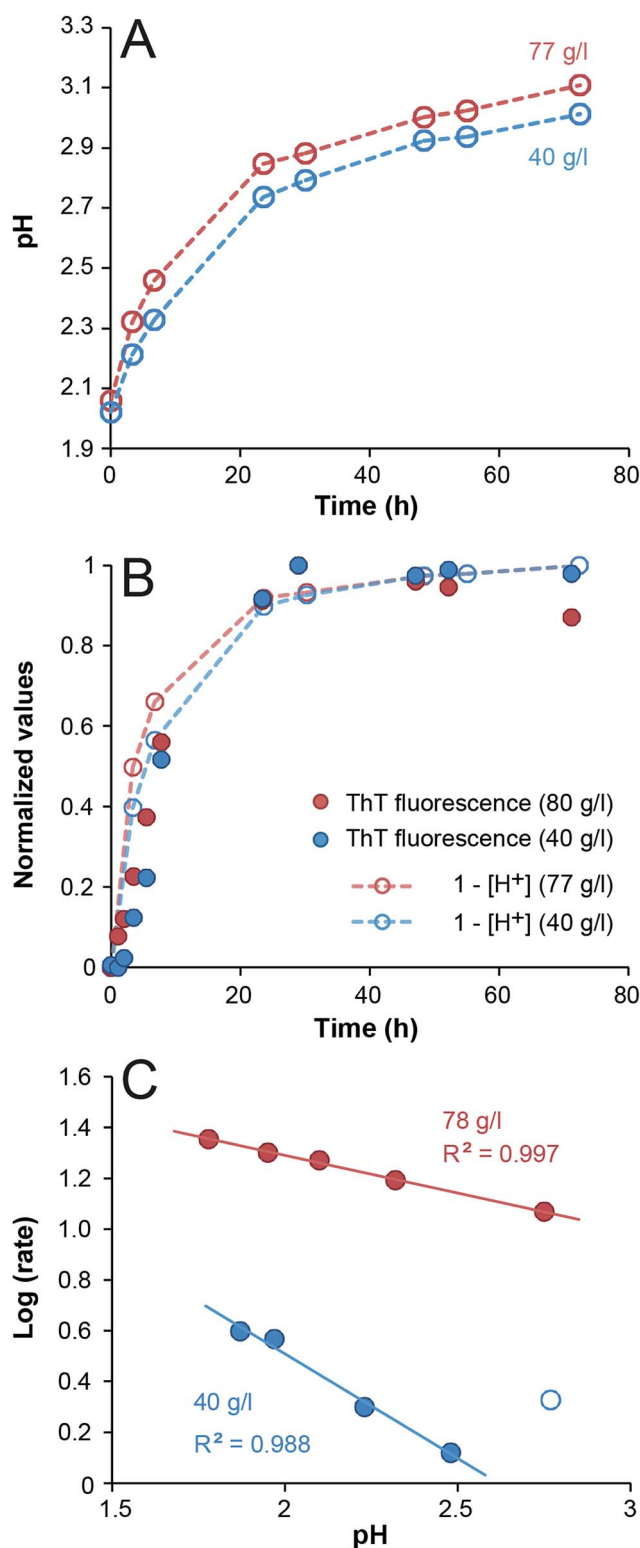 A
3.3
3.1
2.9
2.7
2.5
2.3
2.1
1.9
pH
77 g/l
40 g/l
0 20 40 60 80
Time (h)
B
1
0.8
0.6
0.4
0.2
0
Normalized values
ThT fluorescence (80 g/l)
ThT fluorescence (40 g/l)
1 - [H⁺] (77 g/l)
1 - [H⁺] (40 g/l)
0 20 40 60 80
Time (h)
C
1.6
1.4
1.2
1.0
0.8
0.6
0.4
0.2
0
Log (rate)
78 g/l
R² = 0.997
40 g/l
R² = 0.988
1.5 2 2.5 3
pH